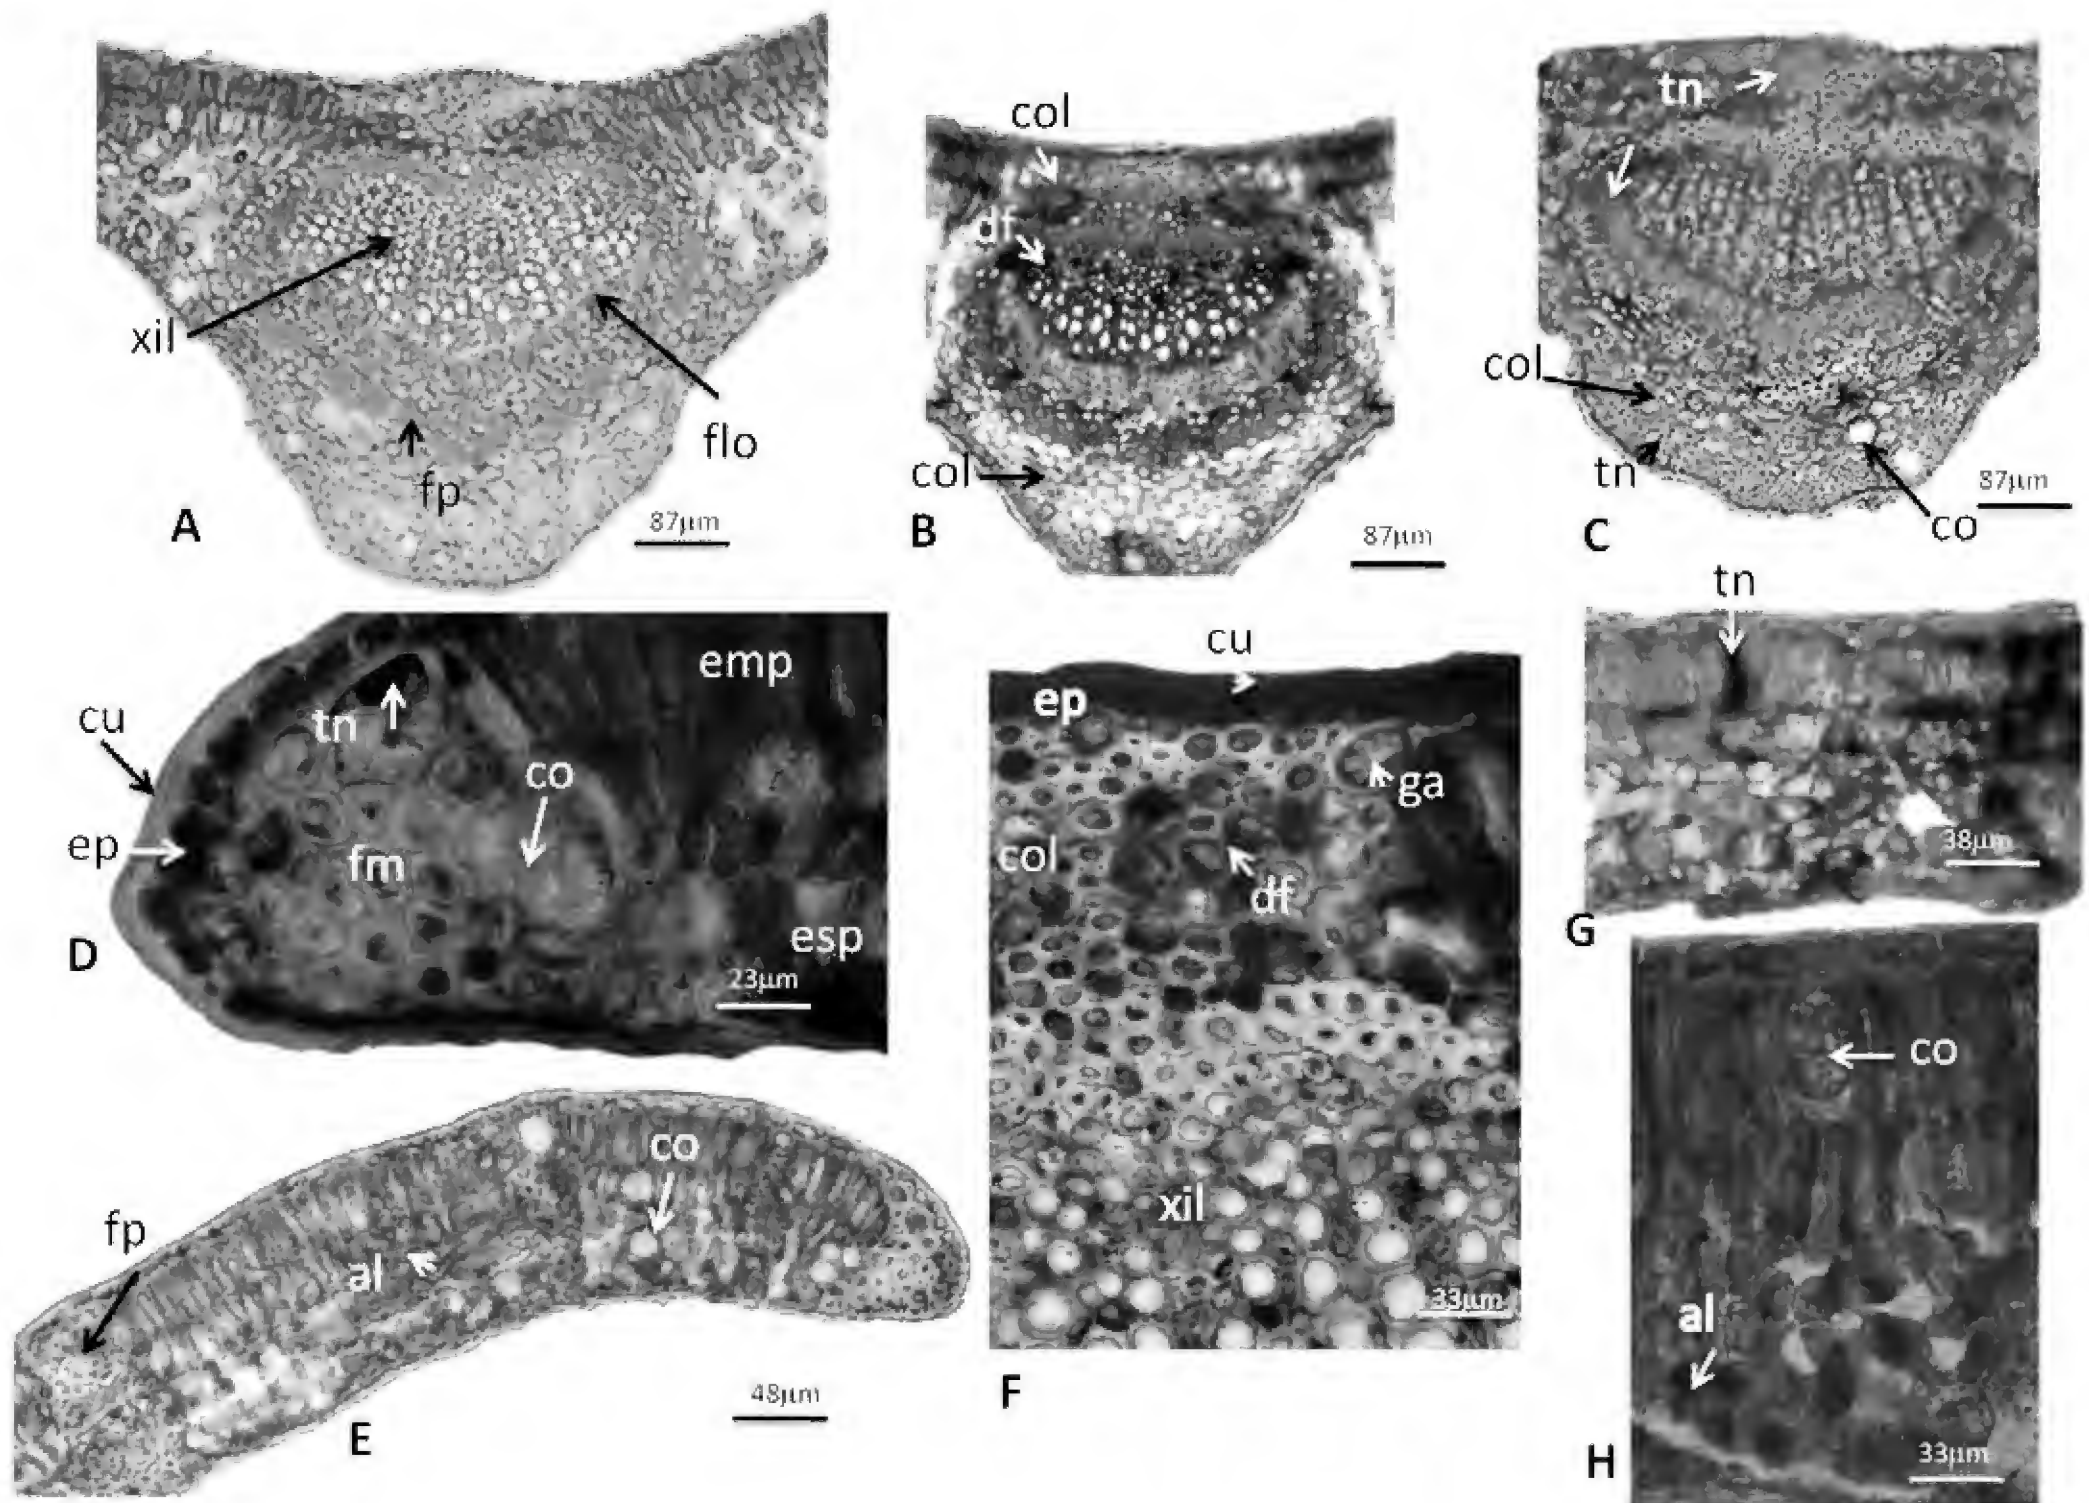 xil
flo
fp
A
87µm
col
df
col
B
87µm
tn
col
tn
co
C
87µm
cu
tn
emp
co
ep
fm
esp
D
23µm
cu
ep
ga
col
df
xil
33µm
F
tn
38µm
G
fp
al
co
48µm
E
co
al
33µm
H